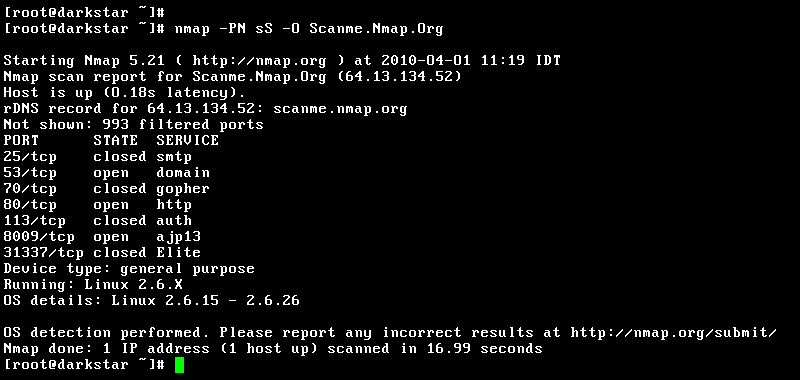 [root@darkstar ~]#
[root@darkstar ~]# nmap -PN sS -O Scanme.Nmap.Org
Starting Nmap 5.21 ( http://nmap.org ) at 2010-04-01 11:19 IDT
Nmap scan report for Scanme.Nmap.Org (64.13.134.52)
Host is up (0.18s latency).
rDNS record for 64.13.134.52: scanme.nmap.org
Not shown: 993 filtered ports
PORT      STATE  SERVICE
25/tcp    closed smtp
53/tcp    open   domain
70/tcp    closed gopher
80/tcp    open   http
113/tcp   closed auth
8009/tcp  open   ajp13
31337/tcp closed Elite
Device type: general purpose
Running: Linux 2.6.X
OS details: Linux 2.6.15 - 2.6.26
OS detection performed. Please report any incorrect results at http://nmap.org/submit/
Nmap done: 1 IP address (1 host up) scanned in 16.99 seconds
[root@darkstar ~]#